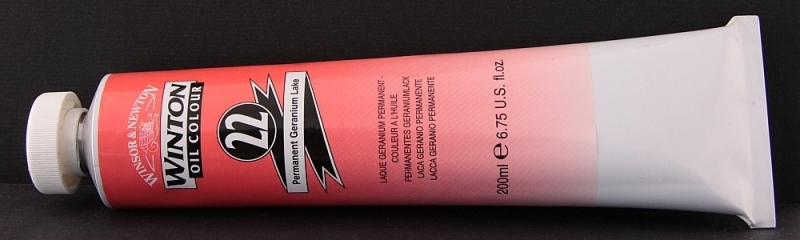 WINSOR & NEWTON
WINTON
OIL COLOUR
22
Permanent Geranium Lake
LAQUE GERANIUM PERMANENT -
COULEUR A L'HUILE
PERMANENTES GERANIUMLACK
LACA GERANIO PERMANENTE
LACCA GERANIO PERMANENTE
200ml e 6.75 U.S. fl.oz